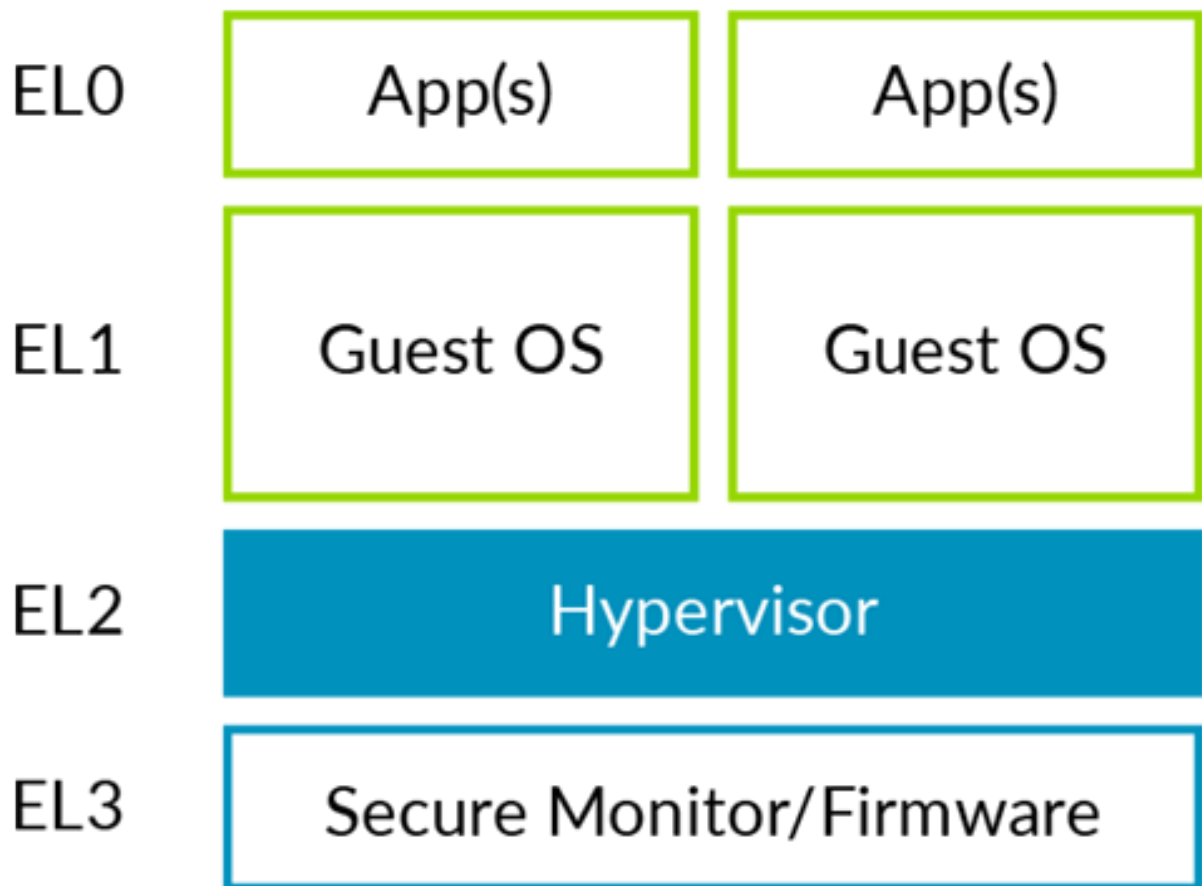 EL0 App(s) App(s)
EL1 Guest OS Guest OS
EL2 Hypervisor
EL3 Secure Monitor/Firmware